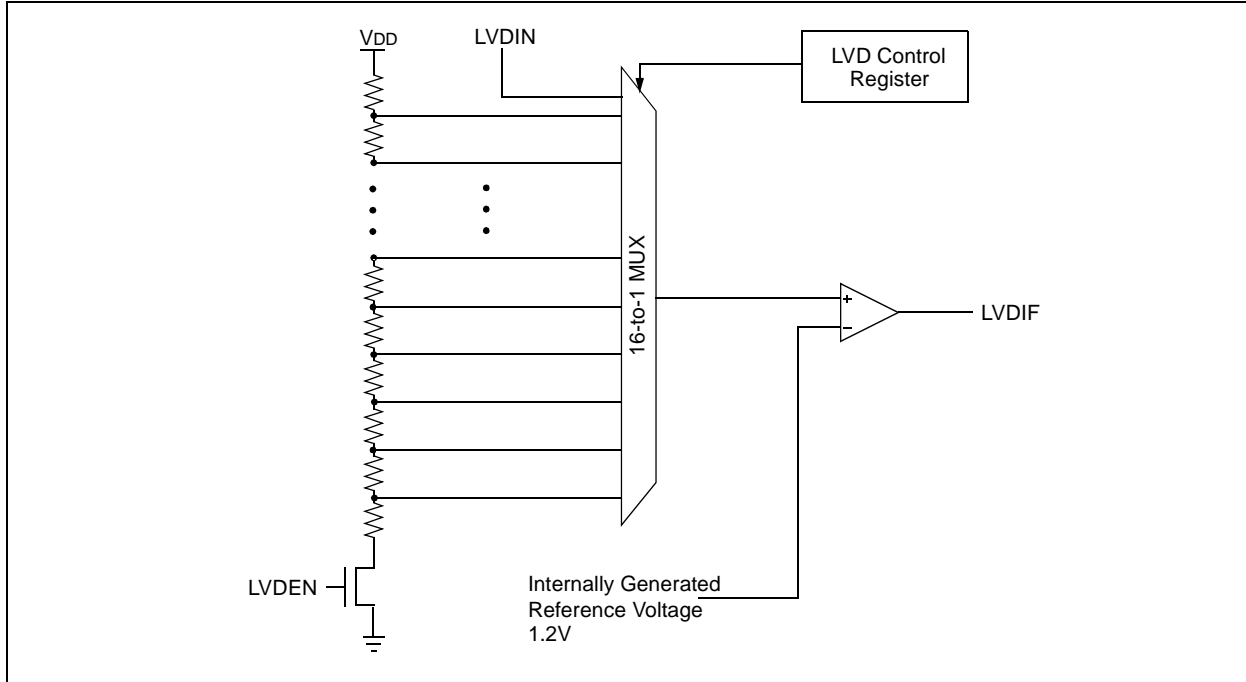 VDD
LVDIN
LVD Control
Register
16-to-1 MUX
+
−
LVDIF
LVDEN
Internally Generated
Reference Voltage
1.2V